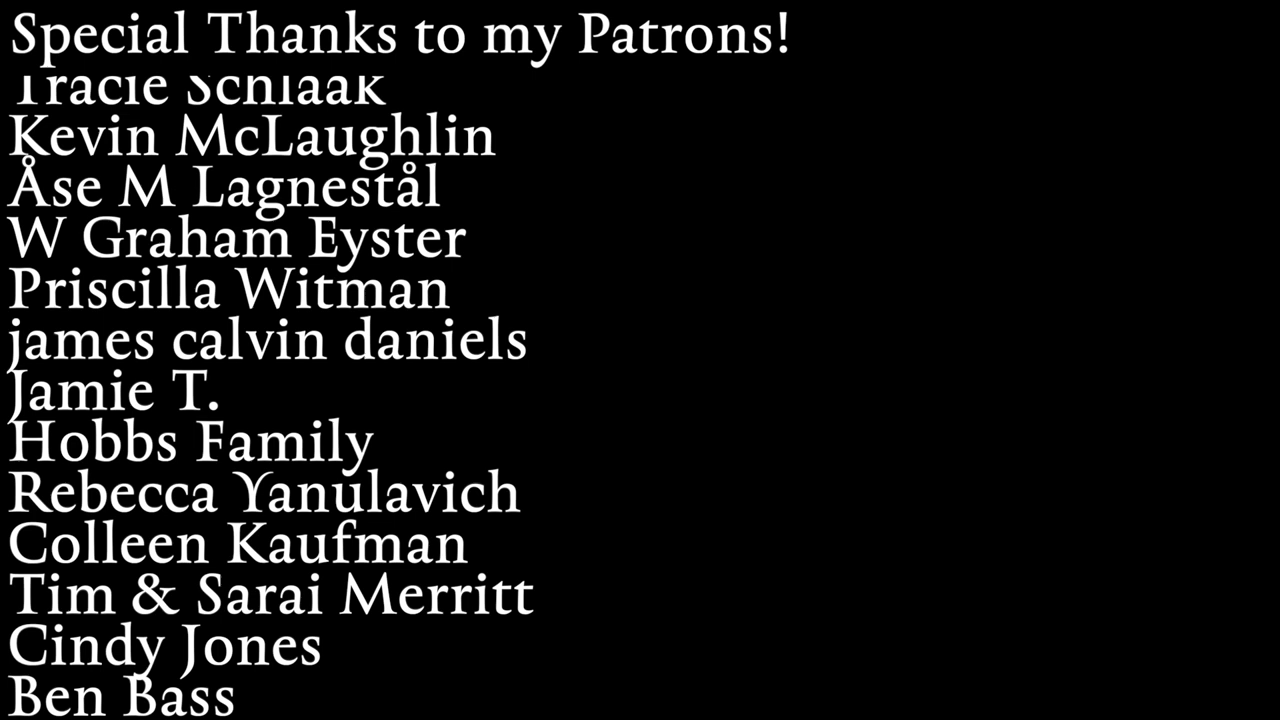 Special Thanks to my Patrons!
Tracie Schlaak
Kevin McLaughlin
Åse M Lagnestål
W Graham Eyster
Priscilla Witman
james calvin daniels
Jamie T.
Hobbs Family
Rebecca Yanulavich
Colleen Kaufman
Tim & Sarai Merritt
Cindy Jones
Ben Bass